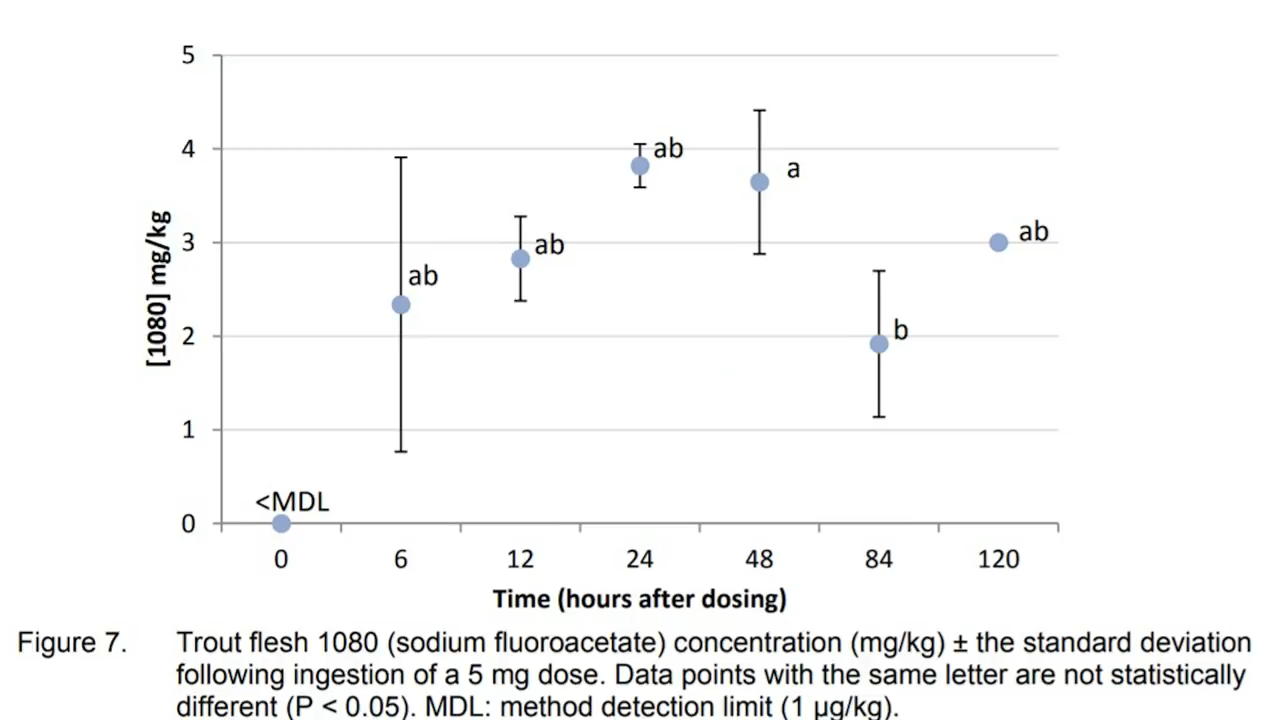 5
4
3
2
1
0
[1080] mg/kg
<MDL
ab
ab
ab
a
b
ab
0 6 12 24 48 84 120
Time (hours after dosing)
Figure 7. Trout flesh 1080 (sodium fluoroacetate) concentration (mg/kg) ± the standard deviation
following ingestion of a 5 mg dose. Data points with the same letter are not statistically
different (P < 0.05). MDL: method detection limit (1 µg/kg).